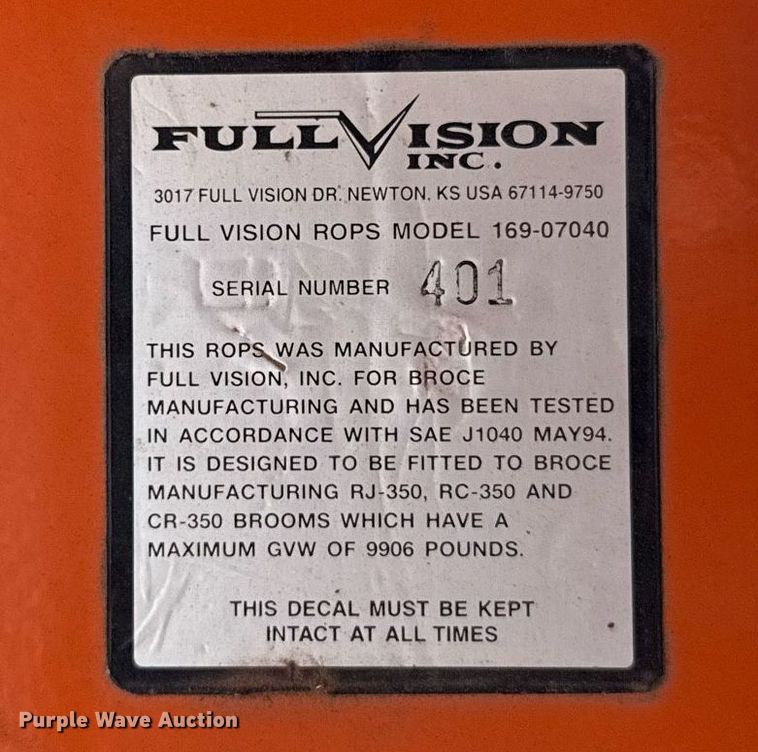 FULL VISION
INC.
3017 FULL VISION DR. NEWTON, KS USA 67114-9750
FULL VISION ROPS MODEL 169-07040
SERIAL NUMBER 401
THIS ROPS WAS MANUFACTURED BY
FULL VISION, INC. FOR BROCE
MANUFACTURING AND HAS BEEN TESTED
IN ACCORDANCE WITH SAE J1040 MAY94.
IT IS DESIGNED TO BE FITTED TO BROCE
MANUFACTURING RJ-350, RC-350 AND
CR-350 BROOMS WHICH HAVE A
MAXIMUM GVW OF 9906 POUNDS.
THIS DECAL MUST BE KEPT
INTACT AT ALL TIMES
Purple Wave Auction